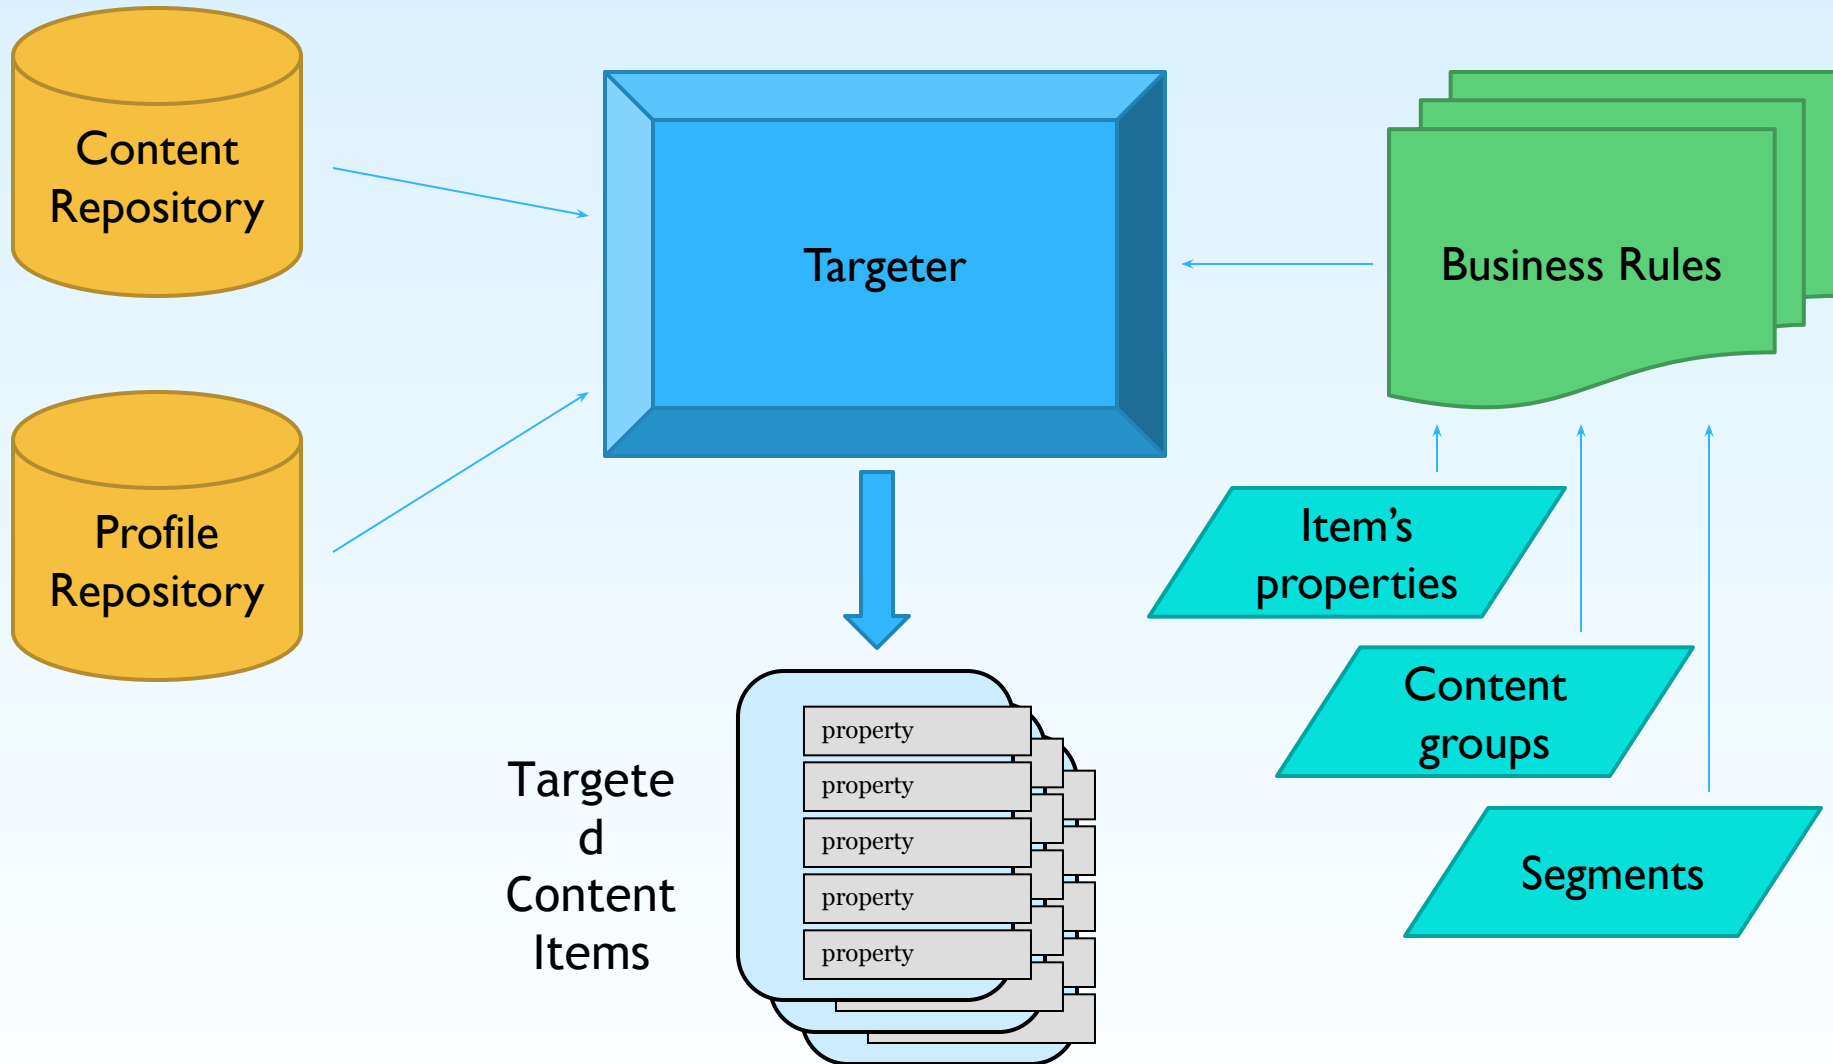 Content
Repository
Targeter
Business Rules
Profile
Repository
Item’s
properties
Content
groups
Segments
Targete
d
Content
Items
property
property
property
property
property